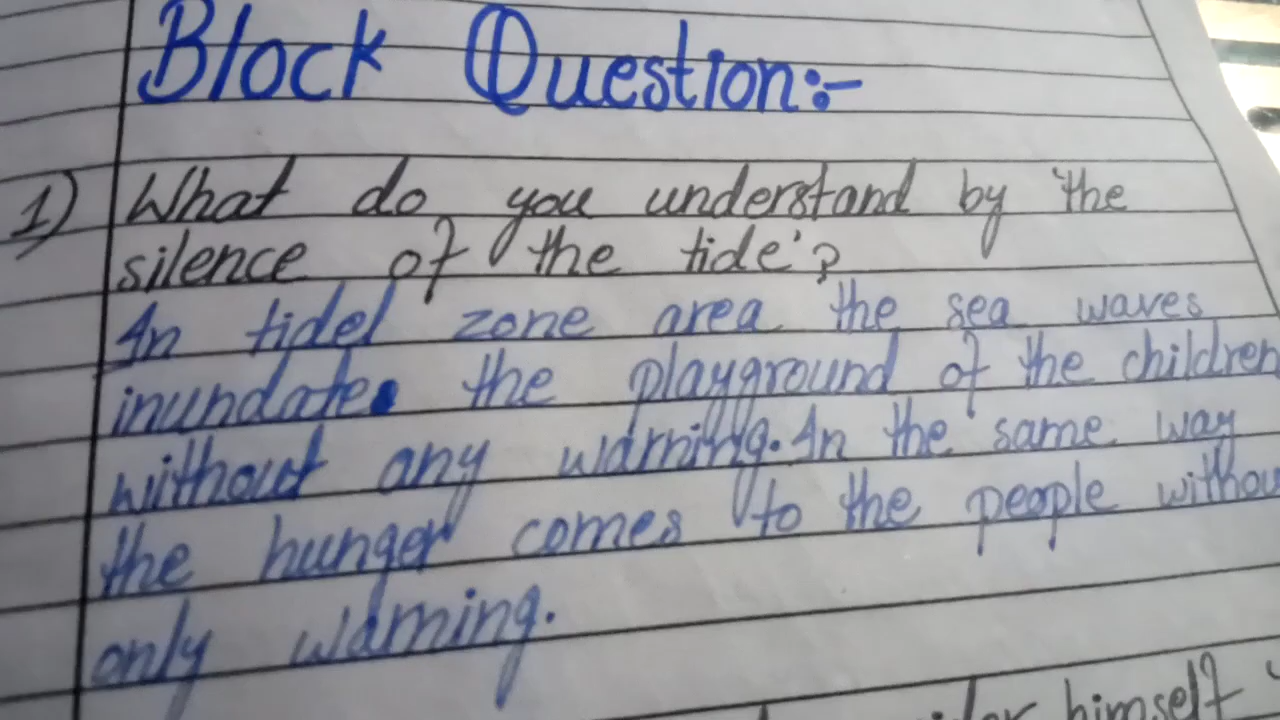 Block Question:-
1) What do you understand by 'the
silence of the tide'?
In tidel zone area the sea waves
inundate the playground of the children
without any warning. In the same way
the hunger comes to the people withou
only warning.
himself